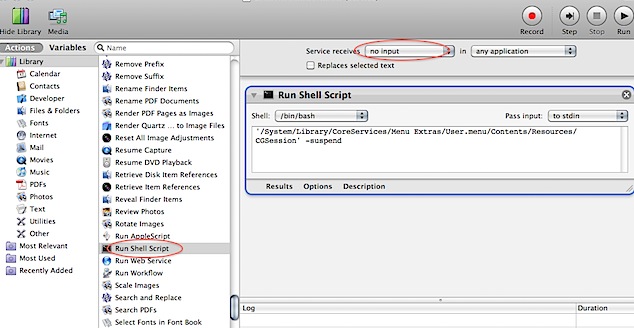 Hide Library
Media
Record
Step
Stop
Run
Actions
Variables
Name
Library
Calendar
Contacts
Developer
Files & Folders
Fonts
Internet
Mail
Movies
Music
PDFs
Photos
Text
Utilities
Other
Most Relevant
Most Used
Recently Added
Remove Prefix
Remove Suffix
Rename Finder Items
Rename PDF Documents
Render PDF Pages as Images
Render Quartz ... to Image Files
Reset All Image Adjustments
Resume Capture
Resume DVD Playback
Retrieve Disk Item References
Retrieve Item References
Reveal Finder Items
Review Photos
Rotate Images
Run AppleScript
Run Shell Script
Run Web Service
Run Workflow
Scale Images
Search and Replace
Search PDFs
Select Fonts in Font Book
Service receives no input in any application
Replaces selected text
Run Shell Script
Shell: /bin/bash Pass input: to stdin
'/System/Library/CoreServices/Menu Extras/User.menu/Contents/Resources/
CGSession' -suspend
Results Options Description
Log Duration